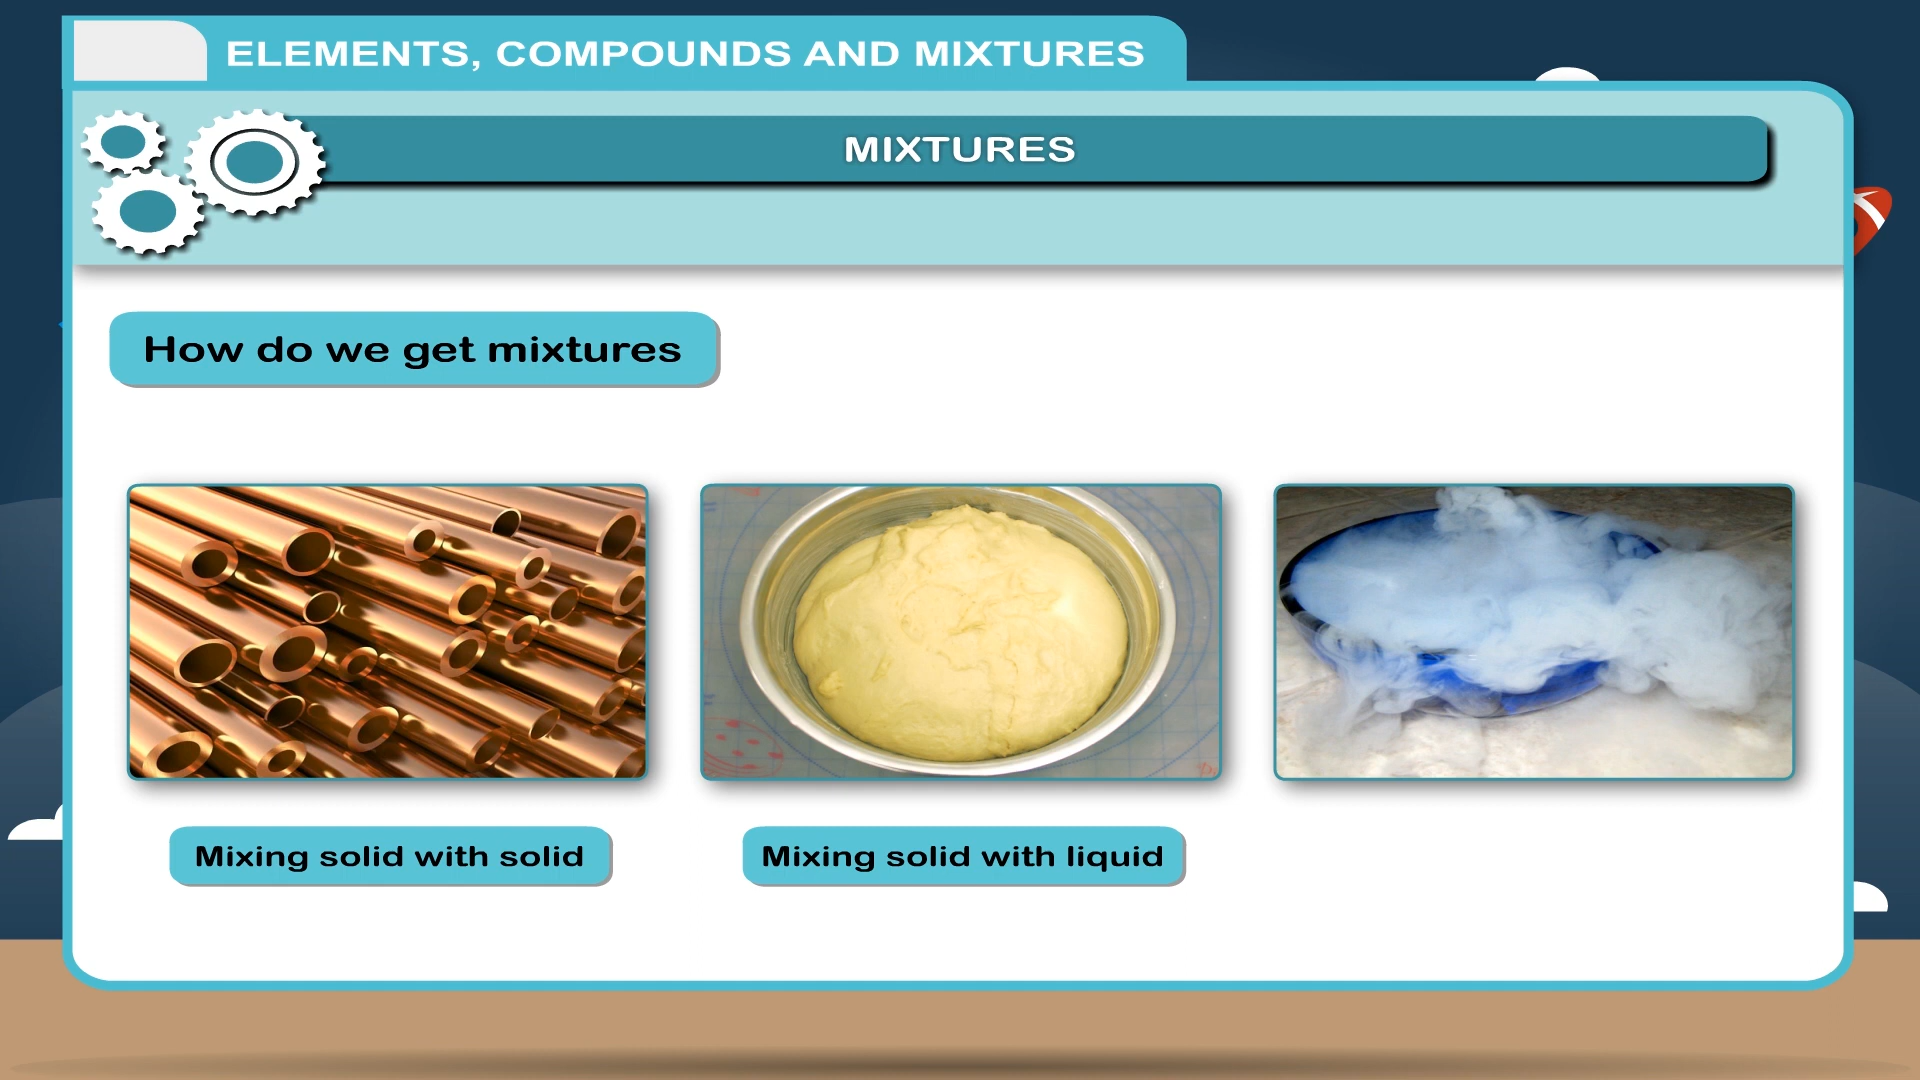 ELEMENTS, COMPOUNDS AND MIXTURES
MIXTURES
How do we get mixtures
Mixing solid with solid
Mixing solid with liquid